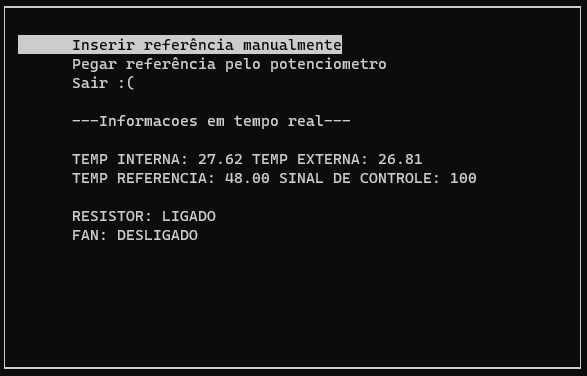 Inserir referência manualmente
Pegar referência pelo potenciometro
Sair :(
---Informacoes em tempo real---
TEMP INTERNA: 27.62 TEMP EXTERNA: 26.81
TEMP REFERENCIA: 48.00 SINAL DE CONTROLE: 100
RESISTOR: LIGADO
FAN: DESLIGADO